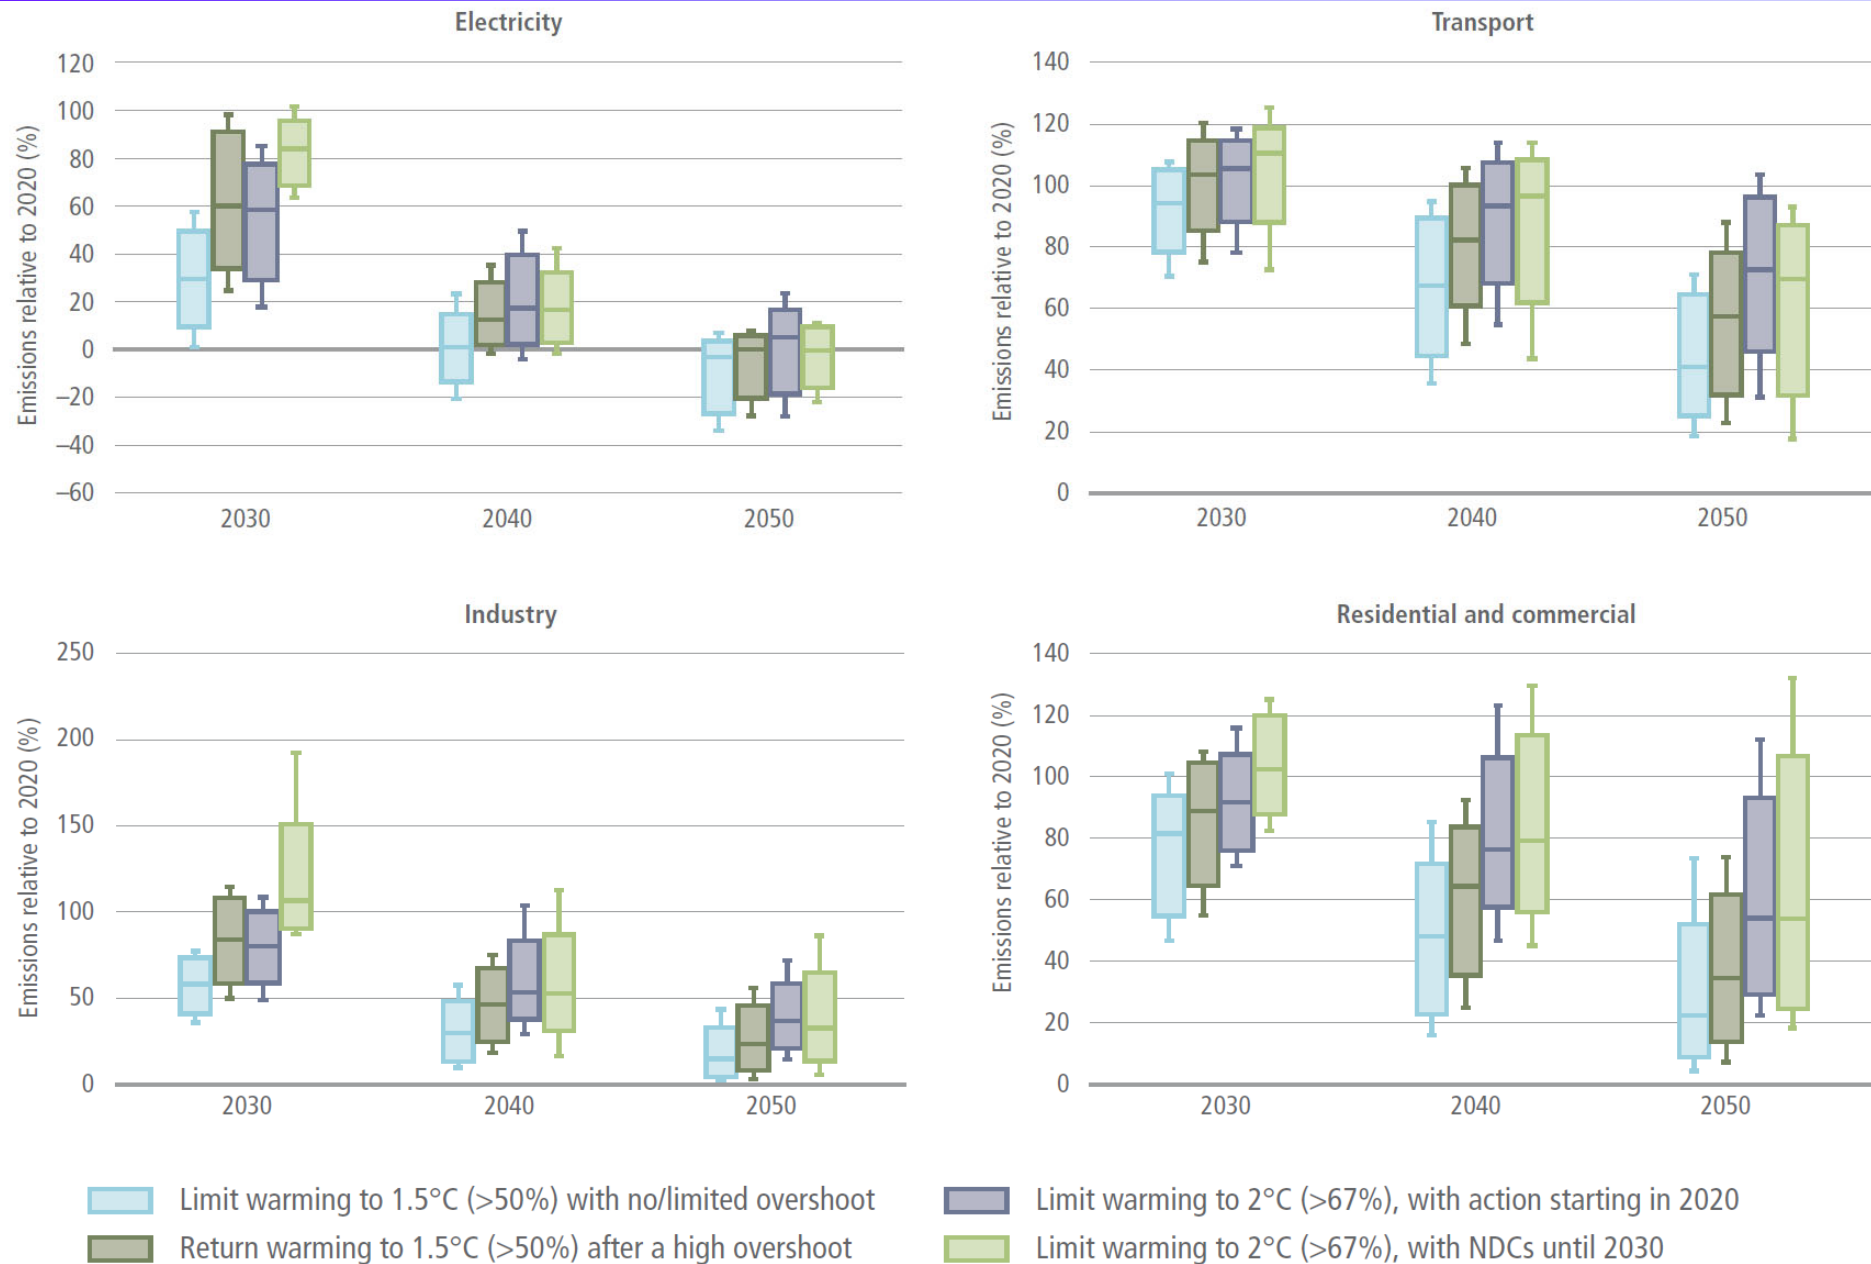 Electricity
Emissions relative to 2020 (%)
120
100
80
60
40
20
0
–20
–40
–60
2030 2040 2050
Transport
Emissions relative to 2020 (%)
140
120
100
80
60
40
20
0
2030 2040 2050
Industry
Emissions relative to 2020 (%)
250
200
150
100
50
0
2030 2040 2050
Residential and commercial
Emissions relative to 2020 (%)
140
120
100
80
60
40
20
0
2030 2040 2050
Limit warming to 1.5°C (>50%) with no/limited overshoot
Return warming to 1.5°C (>50%) after a high overshoot
Limit warming to 2°C (>67%), with action starting in 2020
Limit warming to 2°C (>67%), with NDCs until 2030